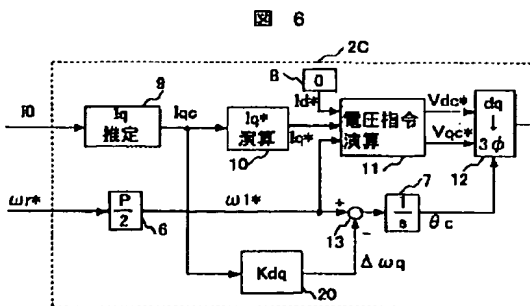 図 6
2C
9
8
0
Id*
I0
Iq
推定
Iqc
Iq*
演算
10
Iq*
電圧指令
演算
11
Vdc*
Vqc*
dq
↓
3φ
12
ωr*
P
2
6
ω1*
+
13
-
7
1
s
θc
Δωq
Kdq
20